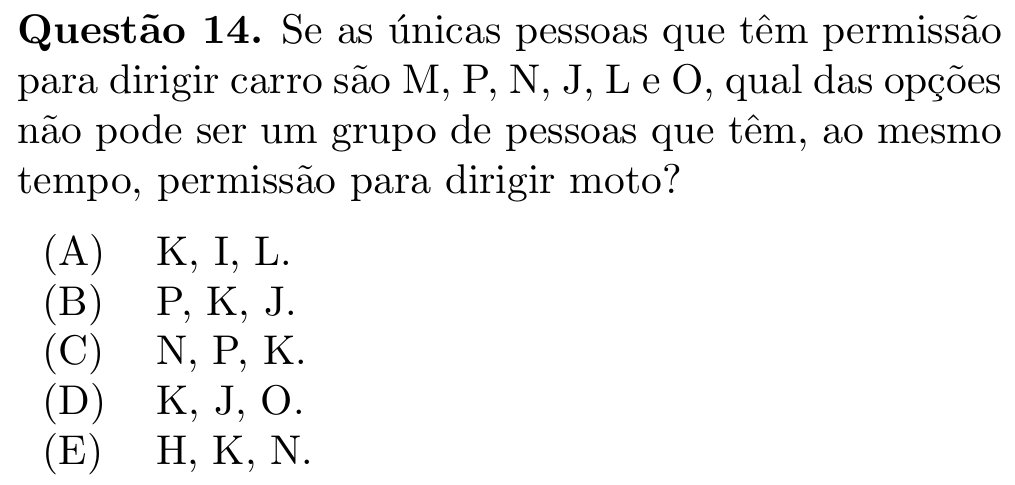 Questão 14. Se as únicas pessoas que têm permissão
para dirigir carro são M, P, N, J, L e O, qual das opções
não pode ser um grupo de pessoas que têm, ao mesmo
tempo, permissão para dirigir moto?
(A) K, I, L.
(B) P, K, J.
(C) N, P, K.
(D) K, J, O.
(E) H, K, N.